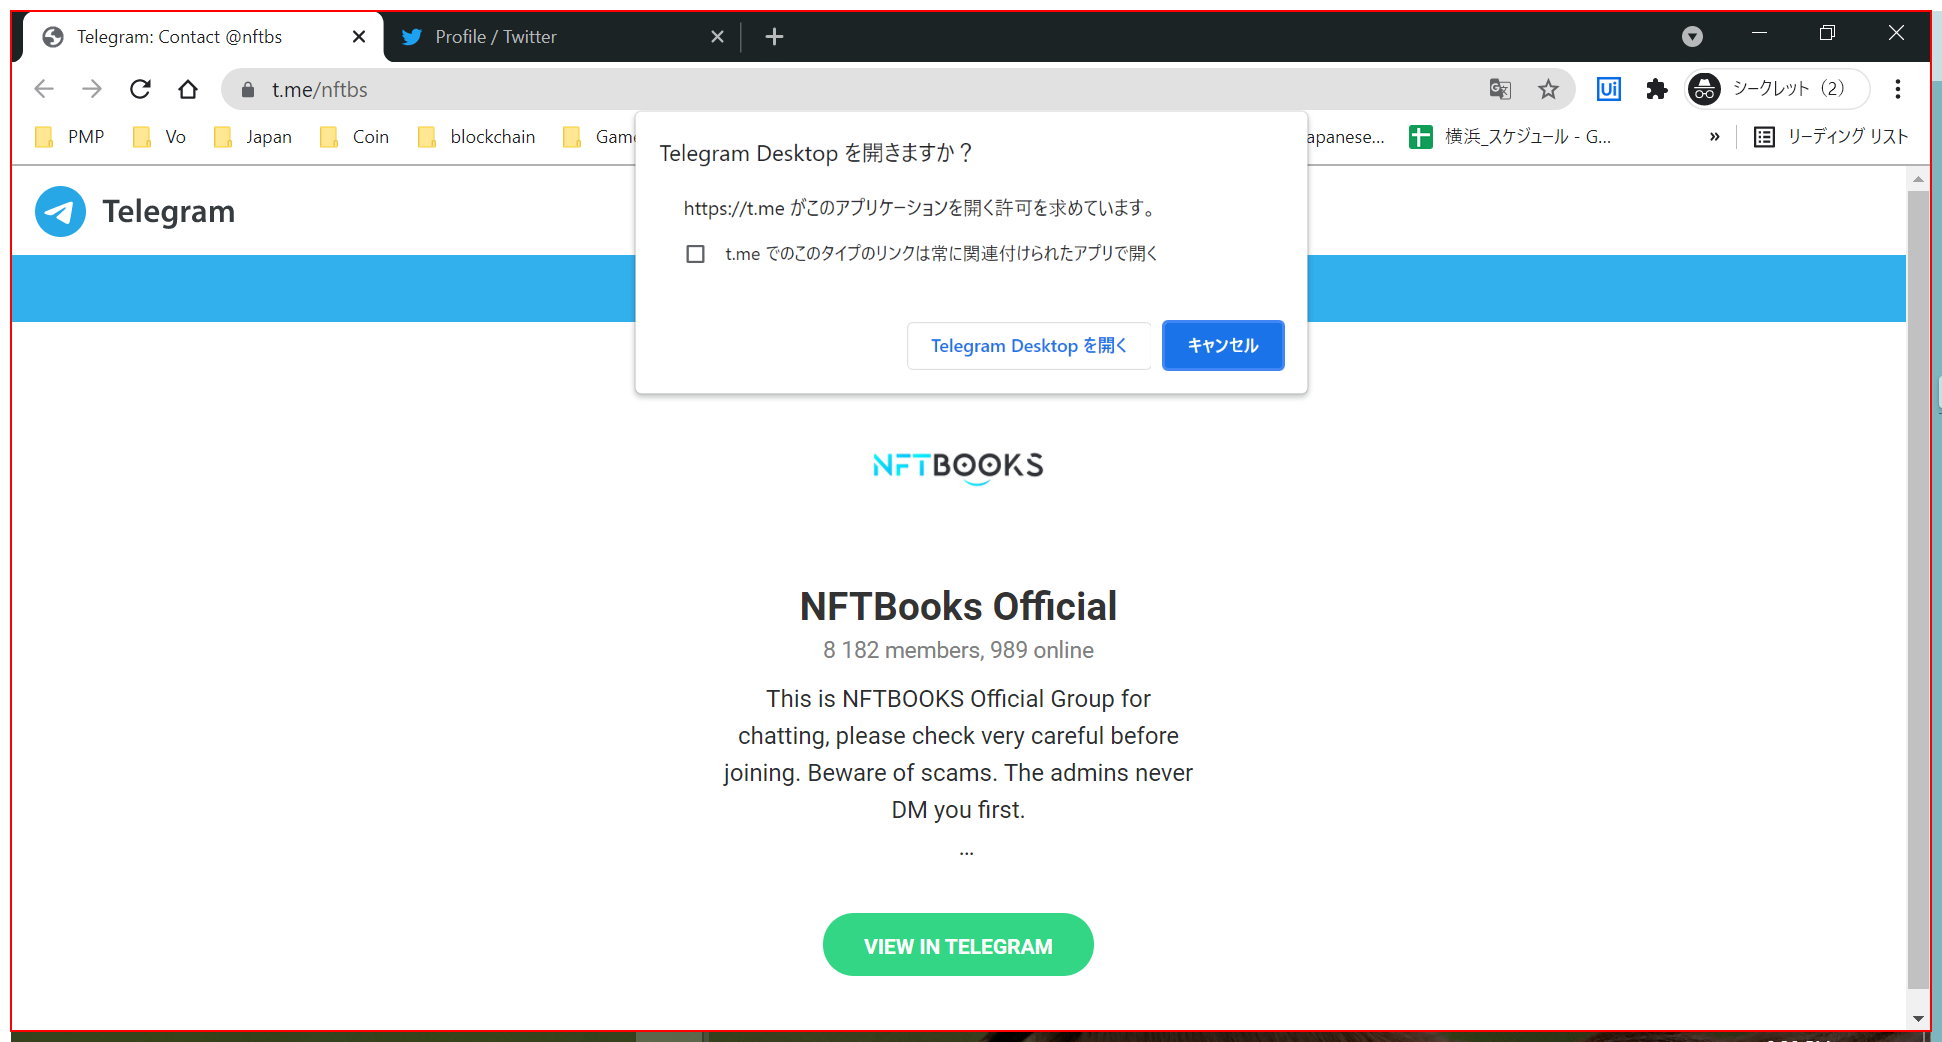 Telegram: Contact @nftbs
Profile / Twitter
t.me/nftbs
シークレット (2)
PMP
Vo
Japan
Coin
blockchain
apanese...
横浜_スケジュール - G...
»
リーディング リスト
Telegram
Telegram Desktop を開きますか？
https://t.me がこのアプリケーションを開く許可を求めています。
t.me でのこのタイプのリンクは常に関連付けられたアプリで開く
Telegram Desktop を開く
キャンセル
NFTBOOKS
NFTBooks Official
8 182 members, 989 online
This is NFTBOOKS Official Group for
chatting, please check very careful before
joining. Beware of scams. The admins never
DM you first.
...
VIEW IN TELEGRAM